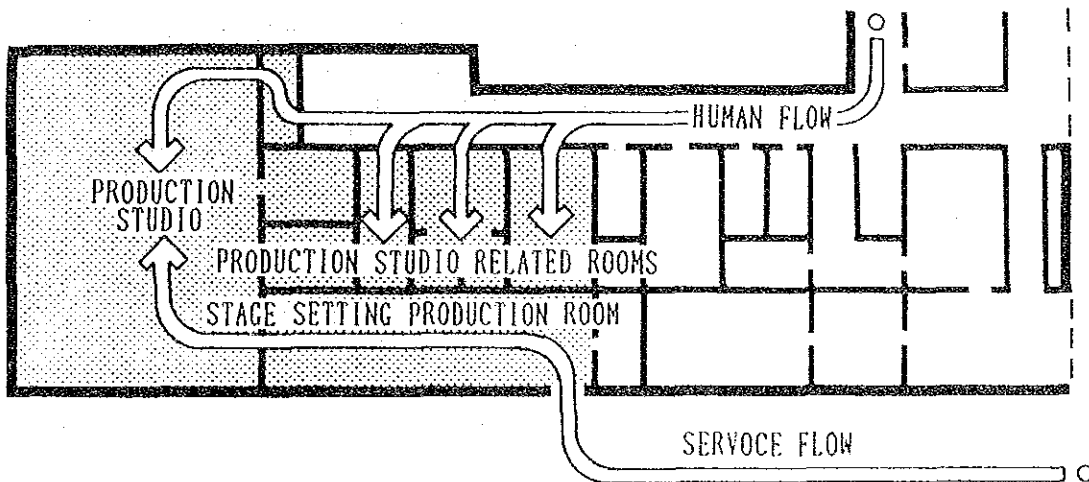 HUMAN FLOW
PRODUCTION
STUDIO
PRODUCTION STUDIO RELATED ROOMS
STAGE SETTING PRODUCTION ROOM
SERVOCE FLOW